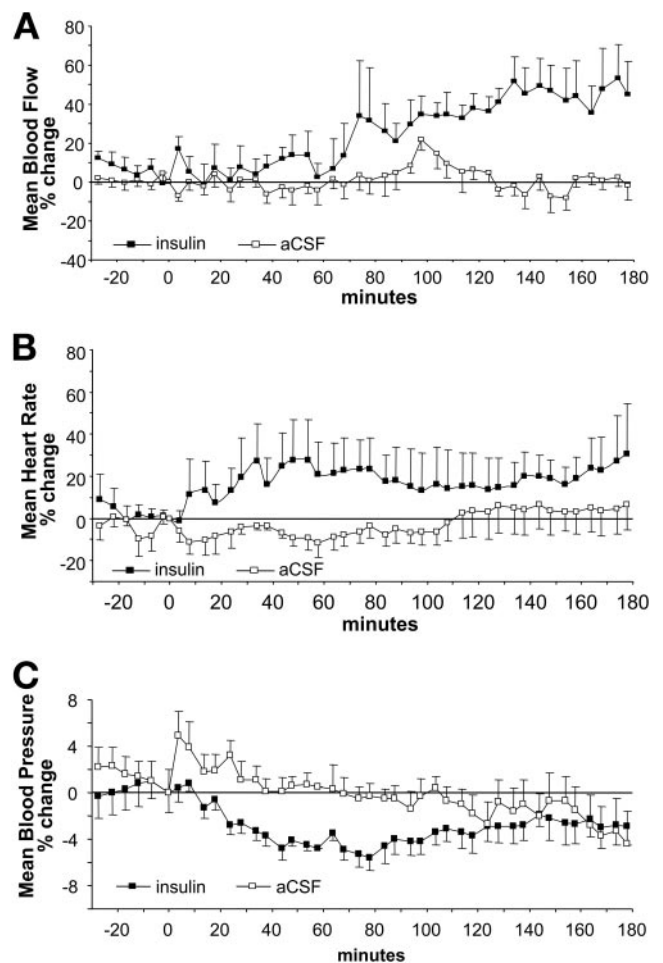 A
Mean Blood Flow
% change
80
60
40
20
0
-20
-40
insulin aCSF
-20 0 20 40 60 80 100 120 140 160 180
minutes
B
Mean Heart Rate
% change
80
60
40
20
0
-20
insulin aCSF
-20 0 20 40 60 80 100 120 140 160 180
minutes
C
Mean Blood Pressure
% change
8
4
0
-4
-8
insulin aCSF
-20 0 20 40 60 80 100 120 140 160 180
minutes